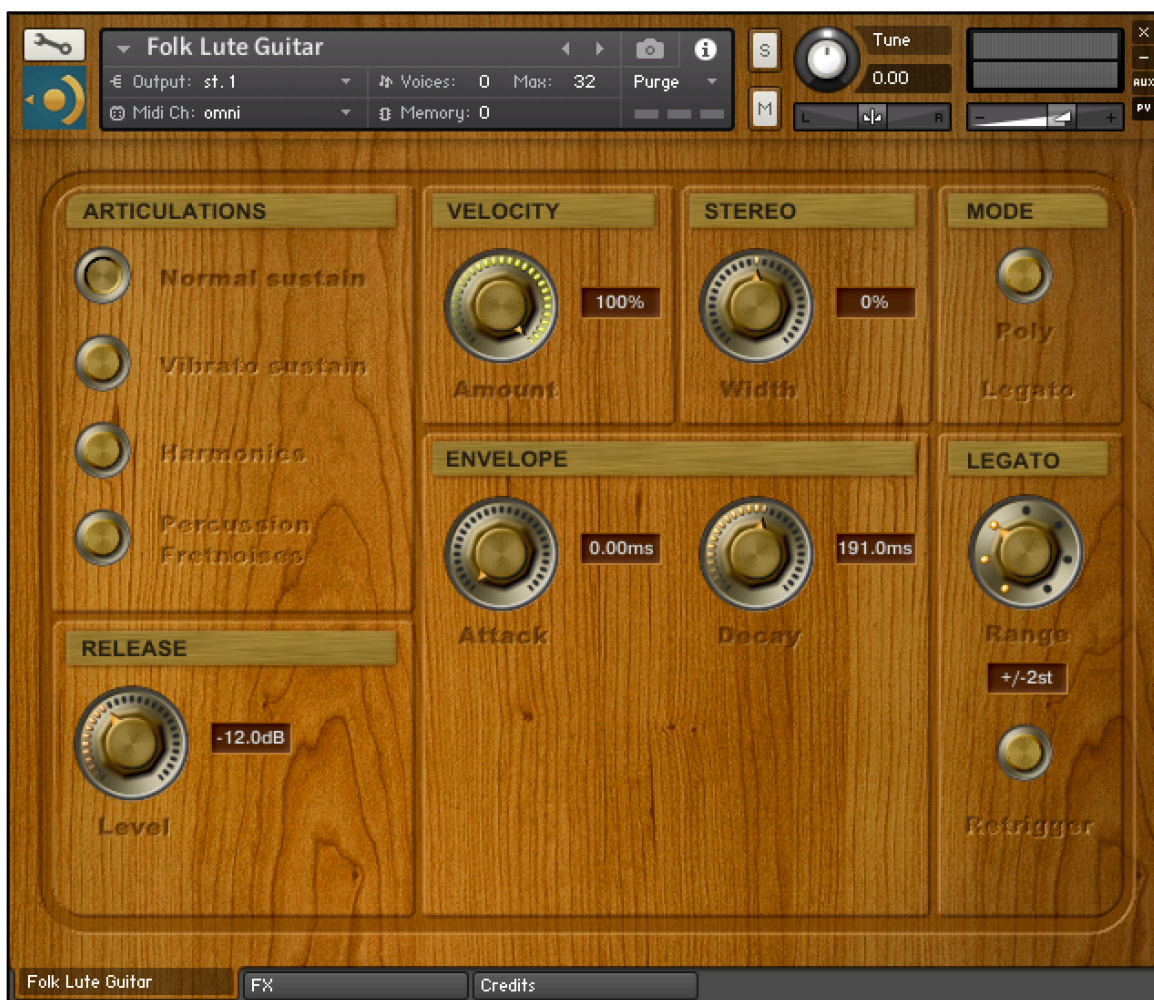 Folk Lute Guitar
Output: st. 1
Voices: 0 Max: 32
Purge
Midi Ch: omni
Memory: 0
S
M
Tune
0.00
L R
- +
X
-
AUX
PV
ARTICULATIONS
Normal sustain
Vibrato sustain
Harmonics
Percussion
Fretnoises
VELOCITY
100%
Amount
STEREO
0%
Width
MODE
Poly
Legato
ENVELOPE
0.00ms
Attack
191.0ms
Decay
LEGATO
Range
+/-2st
Retrigger
RELEASE
-12.0dB
Level
Folk Lute Guitar
FX
Credits